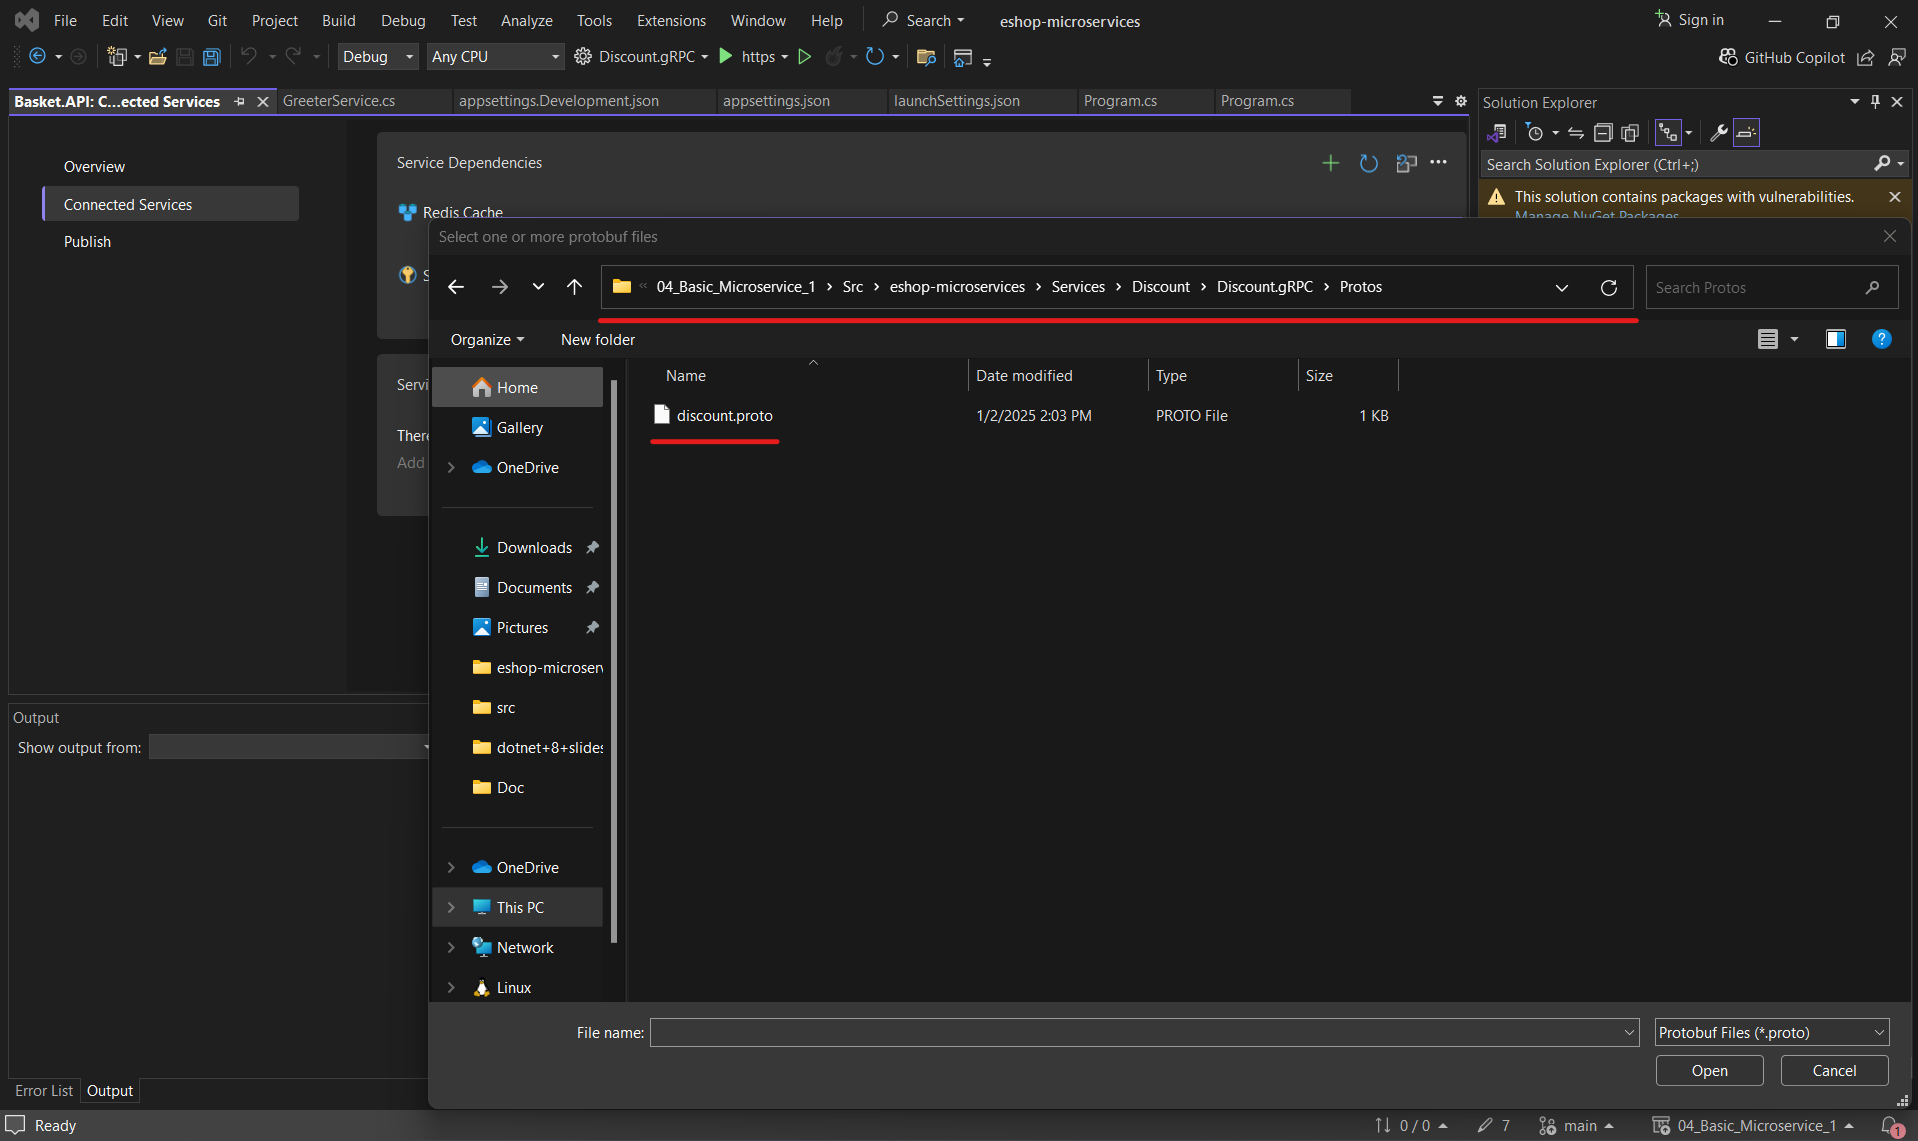 File Edit View Git Project Build Debug Test Analyze Tools Extensions Window Help Search eshop-microservices Sign in
Debug Any CPU Discount.gRPC https GitHub Copilot
Basket.API: C...ected Services GreeterService.cs appsettings.Development.json appsettings.json launchSettings.json Program.cs Program.cs
Solution Explorer
Search Solution Explorer (Ctrl+;)
This solution contains packages with vulnerabilities.
Manage NuGet Packages
Overview
Connected Services
Publish
Service Dependencies
Redis Cache
S
Servi
There
Add
Select one or more protobuf files
« 04_Basic_Microservice_1 › Src › eshop-microservices › Services › Discount › Discount.gRPC › Protos
Search Protos
Organize New folder
Name Date modified Type Size
discount.proto 1/2/2025 2:03 PM PROTO File 1 KB
Home
Gallery
OneDrive
Downloads
Documents
Pictures
eshop-microserv
src
dotnet+8+slides
Doc
OneDrive
This PC
Network
Linux
File name: Protobuf Files (*.proto)
Open Cancel
Output
Show output from:
Error List Output
Ready 0 / 0 7 main 04_Basic_Microservice_1 1